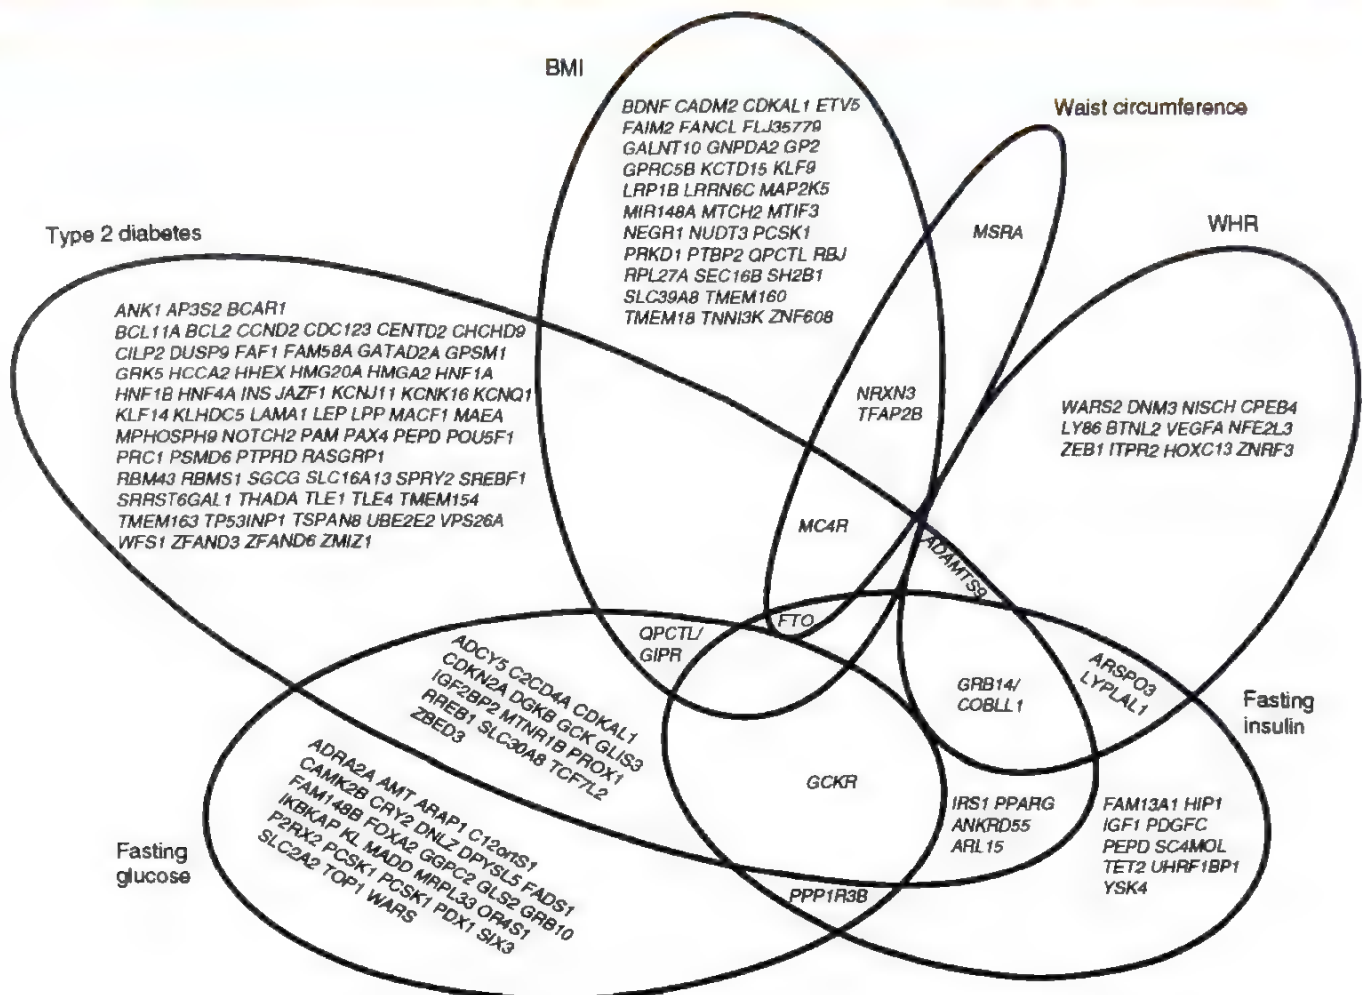 BMI
BDNF CADM2 CDKAL1 ETV5
FAIM2 FANCL FLJ35779
GALNT10 GNPDA2 GP2
GPRC5B KCTD15 KLF9
LRP1B LRRN6C MAP2K5
MIR148A MTCH2 MTIF3
NEGR1 NUDT3 PCSK1
PRKD1 PTBP2 QPCTL RBJ
RPL27A SEC16B SH2B1
SLC39A8 TMEM160
TMEM18 TNNI3K ZNF608
Waist circumference
MSRA
WHR
Type 2 diabetes
ANK1 AP3S2 BCAR1
BCL11A BCL2 CCND2 CDC123 CENTD2 CHCHD9
CILP2 DUSP9 FAF1 FAM58A GATAD2A GPSM1
GRK5 HCCA2 HHEX HMG20A HMGA2 HNF1A
HNF1B HNF4A INS JAZF1 KCNJ11 KCNK16 KCNQ1
KLF14 KLHDC5 LAMA1 LEP LPP MACF1 MAEA
MPHOSPH9 NOTCH2 PAM PAX4 PEPD POU5F1
PRC1 PSMD6 PTPRD RASGRP1
RBM43 RBMS1 SGCG SLC16A13 SPRY2 SREBF1
SRRST6GAL1 THADA TLE1 TLE4 TMEM154
TMEM163 TP53INP1 TSPAN8 UBE2E2 VPS26A
WFS1 ZFAND3 ZFAND6 ZMIZ1
NRXN3
TFAP2B
WARS2 DNM3 NISCH CPEB4
LY86 BTNL2 VEGFA NFE2L3
ZEB1 ITPR2 HOXC13 ZNRF3
MC4R
ADAMTS9
FTO
QPCTL/
GIPR
ADCY5 C2CD4A CDKAL1
CDKN2A DGKB GCK GLIS3
IGF2BP2 MTNR1B PROX1
RREB1 SLC30A8 TCF7L2
ZBED3
GRB14/
COBLL1
ARSPO3
LYPLAL1
Fasting
insulin
GCKR
ADRA2A AMT ARAP1 C12orf51
CAMK2B CRY2 DNLZ DPYSL5 FADS1
FAM148B FOXA2 GGPC2 GLS2 GRB10
IKBKAP KL MADD MRPL33 OR4S1
P2RX2 PCSK1 PCSK1 PDX1 SIX3
SLC2A2 TOP1 WARS
Fasting
glucose
IRS1 PPARG
ANKRD55
ARL15
FAM13A1 HIP1
IGF1 PDGFC
PEPD SC4MOL
TET2 UHRF1BP1
YSK4
PPP1R3B